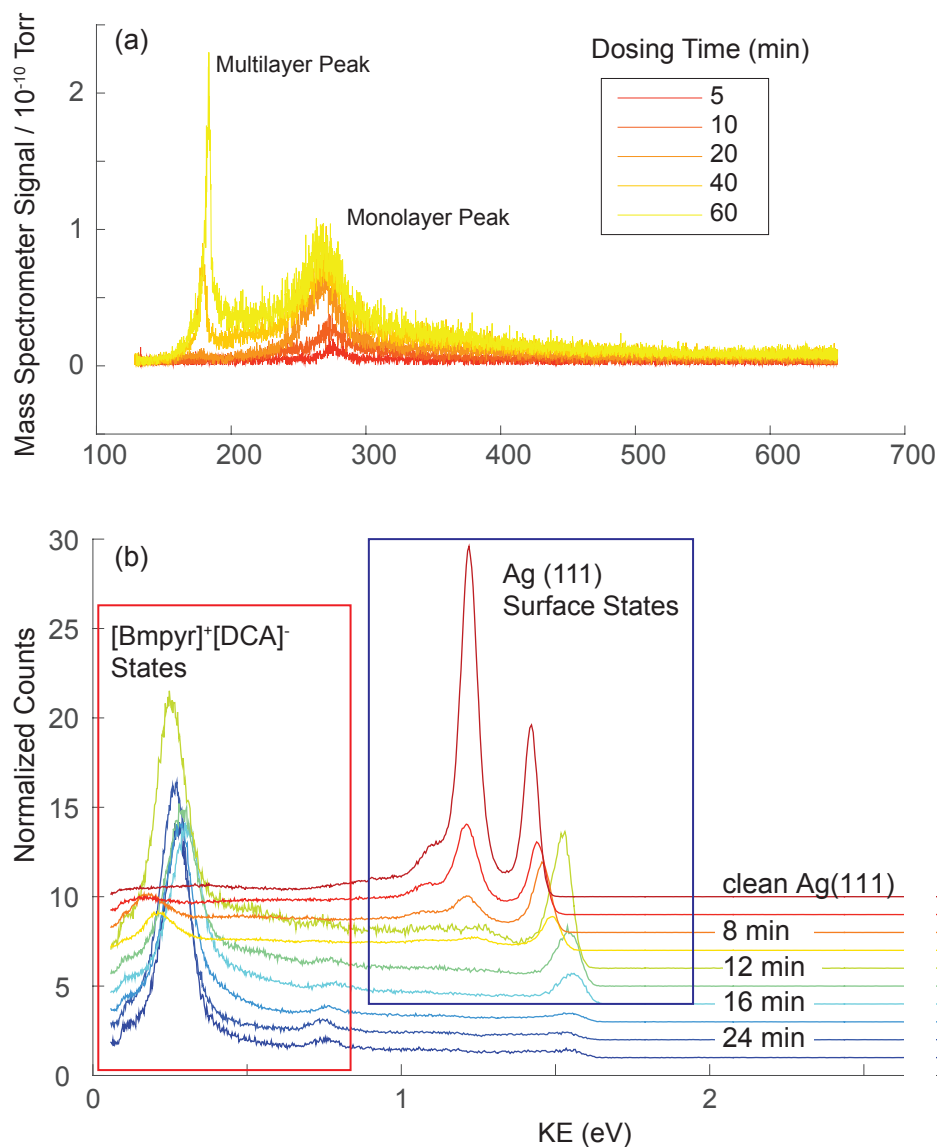 (a)
Multilayer Peak
Monolayer Peak
Dosing Time (min)
5
10
20
40
60
Mass Spectrometer Signal / 10⁻¹⁰ Torr
2
1
0
100 200 300 400 500 600 700
(b)
[Bmpyr]⁺[DCA]⁻
States
Ag (111)
Surface States
clean Ag(111)
8 min
12 min
16 min
24 min
Normalized Counts
30
25
20
15
10
5
0
0 1 2
KE (eV)